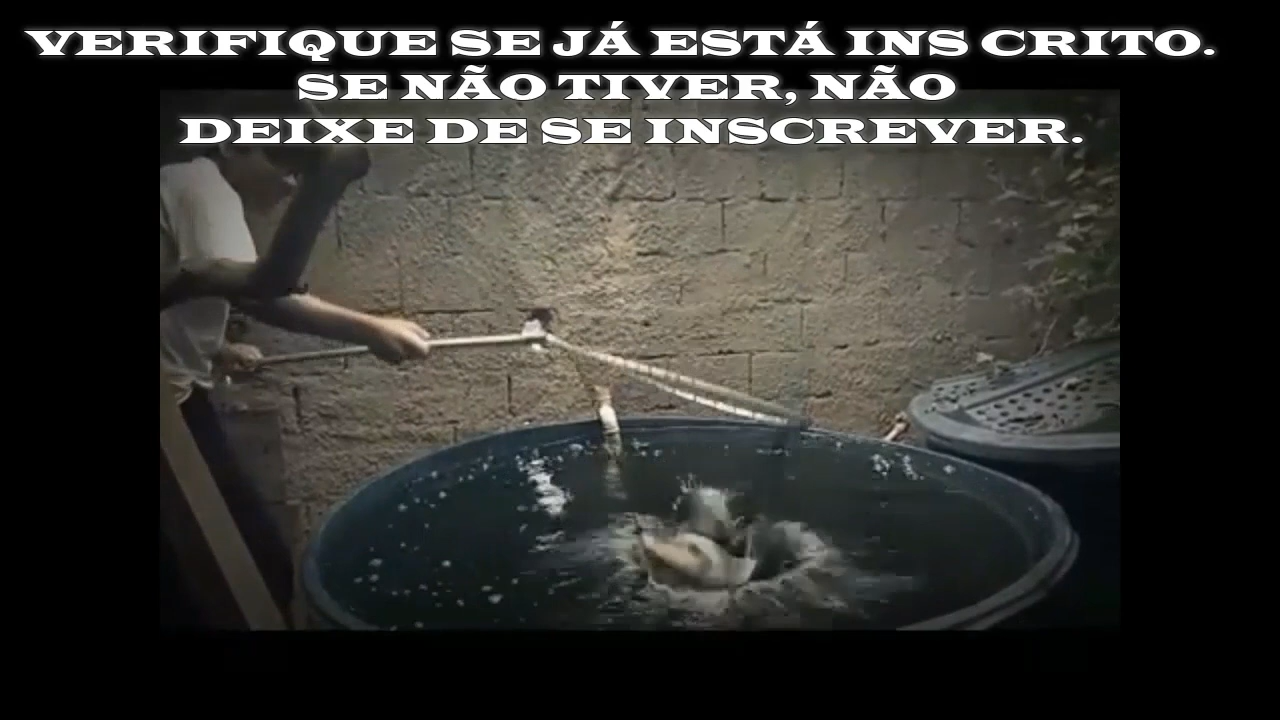 VERIFIQUE SE JÁ ESTÁ INS CRITO.
SE NÃO TIVER, NÃO
DEIXE DE SE INSCREVER.